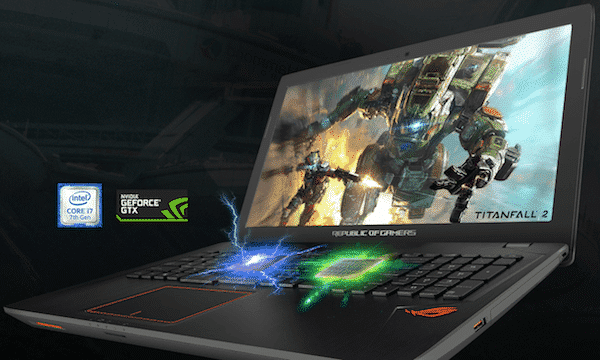 TITANFALL 2
intel
CORE i7
7th Gen
NVIDIA
GEFORCE
GTX
REPUBLIC OF GAMERS